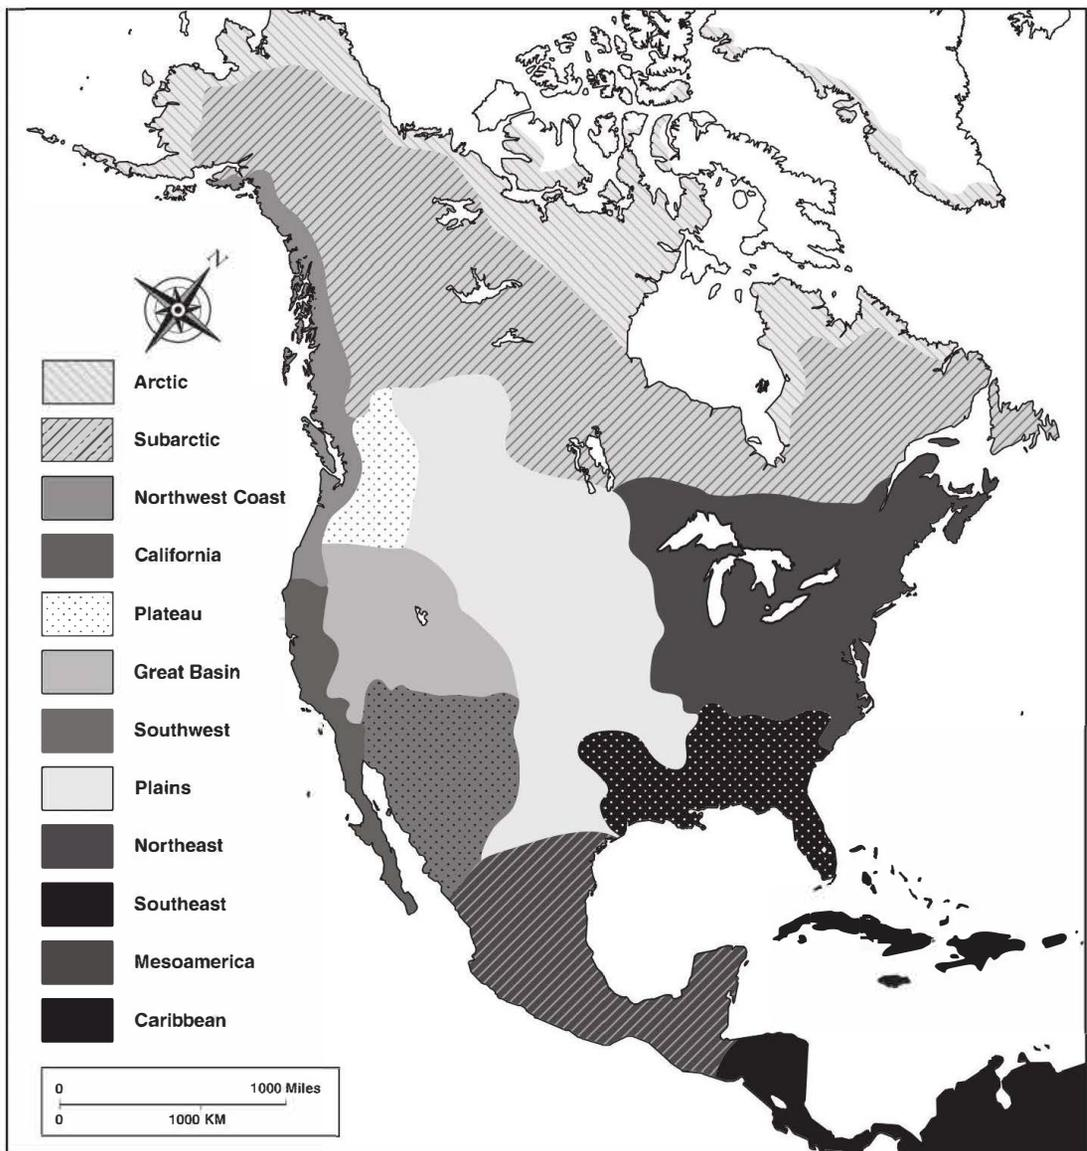 N
Arctic
Subarctic
Northwest Coast
California
Plateau
Great Basin
Southwest
Plains
Northeast
Southeast
Mesoamerica
Caribbean
0 1000 Miles
0 1000 KM